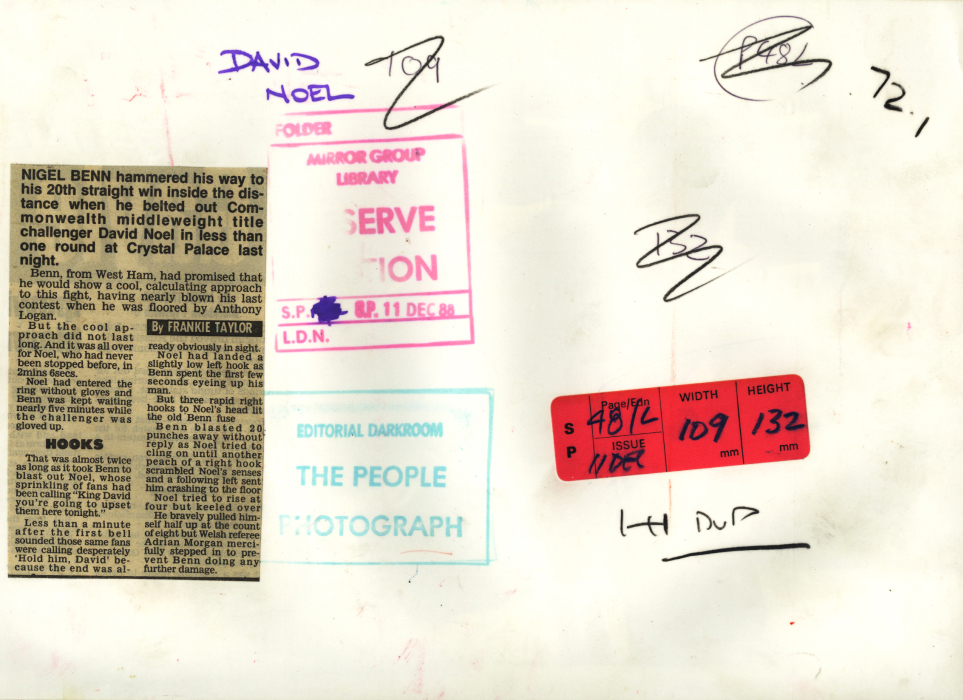 DAVID
NOEL
109
P48L
72.1
FOLDER
MIRROR GROUP
LIBRARY
SERVE
TION
S.P. S.P. 11 DEC 88
L.D.N.
NIGEL BENN hammered his way to
his 20th straight win inside the dis-
tance when he belted out Com-
monwealth middleweight title
challenger David Noel in less than
one round at Crystal Palace last
night.
Benn, from West Ham, had promised that
he would show a cool, calculating approach
to this fight, having nearly blown his last
contest when he was floored by Anthony
Logan.
But the cool ap-
proach did not last
long. And it was all over
for Noel, who had never
been stopped before, in
2mins 6secs.
Noel had entered the
ring without gloves and
Benn was kept waiting
nearly five minutes while
the challenger was
gloved up.
HOOKS
That was almost twice
as long as it took Benn to
blast out Noel, whose
sprinkling of fans had
been calling "King David
you're going to upset
them here tonight."
Less than a minute
after the first bell
sounded those same fans
were calling desperately
'Hold him, David' be-
cause the end was al-
By FRANKIE TAYLOR
ready obviously in sight.
Noel had landed a
slightly low left hook as
Benn spent the first few
seconds eyeing up his
man.
But three rapid right
hooks to Noel's head lit
the old Benn fuse
Benn blasted 20
punches away without
reply as Noel tried to
cling on until another
peach of a right hook
scrambled Noel's senses
and a following left sent
him crashing to the floor
Noel tried to rise at
four but keeled over
He bravely pulled him-
self half up at the count
of eight but Welsh referee
Adrian Morgan merci-
fully stepped in to pre-
vent Benn doing any
further damage.
EDITORIAL DARKROOM
THE PEOPLE
PHOTOGRAPH
132
S P
Page/Edn
48/L
ISSUE
11 DEC
WIDTH
109
mm
HEIGHT
132
mm
DUP